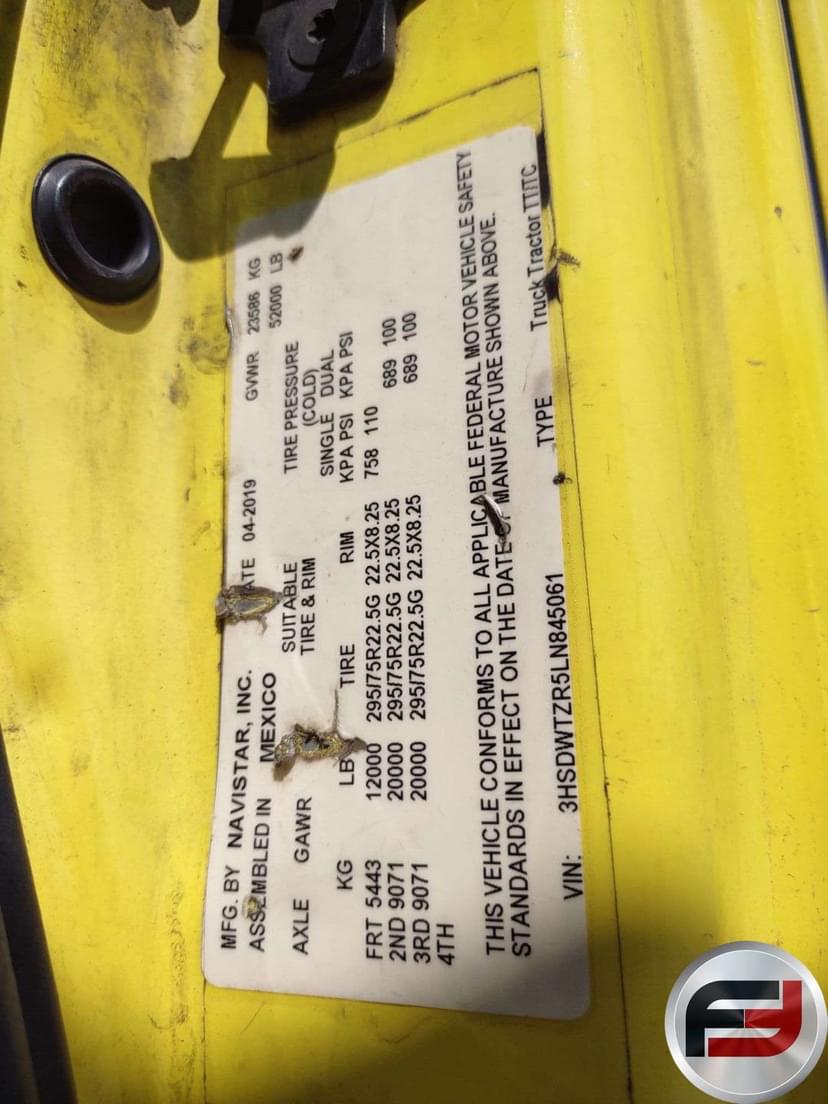 MFG. BY NAVISTAR, INC. ATE 04-2019 GVWR 23586 KG
ASSEMBLED IN MEXICO 52000 LB
AXLE GAWR SUITABLE TIRE PRESSURE
TIRE & RIM (COLD)
SINGLE DUAL
KG LB TIRE RIM KPA PSI KPA PSI
FRT 5443 12000 295/75R22.5G 22.5X8.25 758 110
2ND 9071 20000 295/75R22.5G 22.5X8.25 689 100
3RD 9071 20000 295/75R22.5G 22.5X8.25 689 100
4TH
THIS VEHICLE CONFORMS TO ALL APPLICABLE FEDERAL MOTOR VEHICLE SAFETY
STANDARDS IN EFFECT ON THE DATE OF MANUFACTURE SHOWN ABOVE.
VIN: 3HSDWTZR5LN845061 TYPE Truck Tractor TT/TC